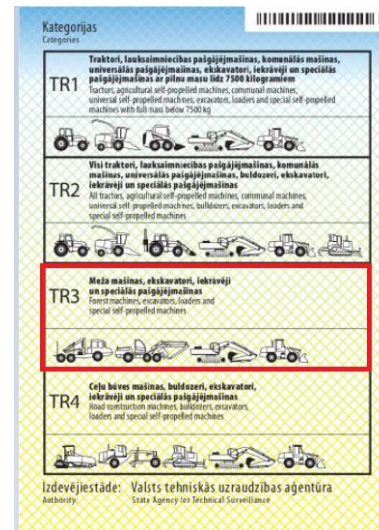 Kategorijas
Categories
TR1
Traktori, lauksaimniecības pašgājējmašīnas, komunālās mašīnas,
universālās pašgājējmašīnas, ekskavatori, iekrāvēji un speciālās
pašgājējmašīnas ar pilnu masu līdz 7500 kilogramiem
Tractors, agricultural self-propelled machines, communal machines,
universal self-propelled machines, excavators, loaders and special self-propelled
machines with full mass below 7500 kg
TR2
Visi traktori, lauksaimniecības pašgājējmašīnas, komunālās
mašīnas, universālās pašgājējmašīnas, buldozeri, ekskavatori,
iekrāvēji un speciālās pašgājējmašīnas
All tractors, agricultural self-propelled machines, communal machines,
universal self-propelled machines, bulldozers, excavators, loaders and
special self-propelled machines
TR3
Meža mašīnas, ekskavatori, iekrāvēji
un speciālās pašgājējmašīnas
Forest machines, excavators, loaders and
special self-propelled machines
TR4
Ceļu būves mašīnas, buldozeri, ekskavatori,
iekrāvēji un speciālās pašgājējmašīnas
Road construction machines, bulldozers, excavators,
loaders and special self-propelled machines
Izdevējiestāde: Valsts tehniskās uzraudzības aģentūra
Authority: State Agency for Technical Surveillance